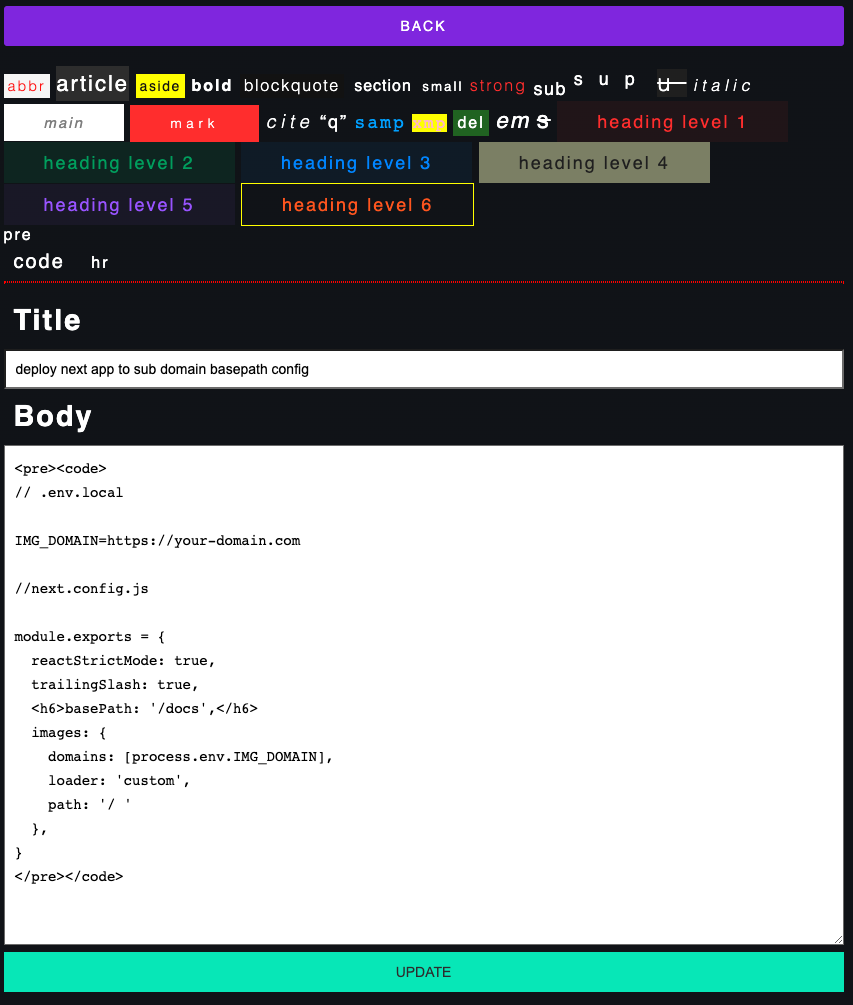 BACK
abbr article aside bold blockquote section small strong sub sup u italic
main mark cite “q” samp xmp del em s heading level 1
heading level 2 heading level 3 heading level 4
heading level 5 heading level 6
pre
code hr
Title
deploy next app to sub domain basepath config
Body
<pre><code>
// .env.local
IMG_DOMAIN=https://your-domain.com
//next.config.js
module.exports = {
  reactStrictMode: true,
  trailingSlash: true,
  <h6>basePath: '/docs',</h6>
  images: {
    domains: [process.env.IMG_DOMAIN],
    loader: 'custom',
    path: '/ '
  },
}
</pre></code>
UPDATE